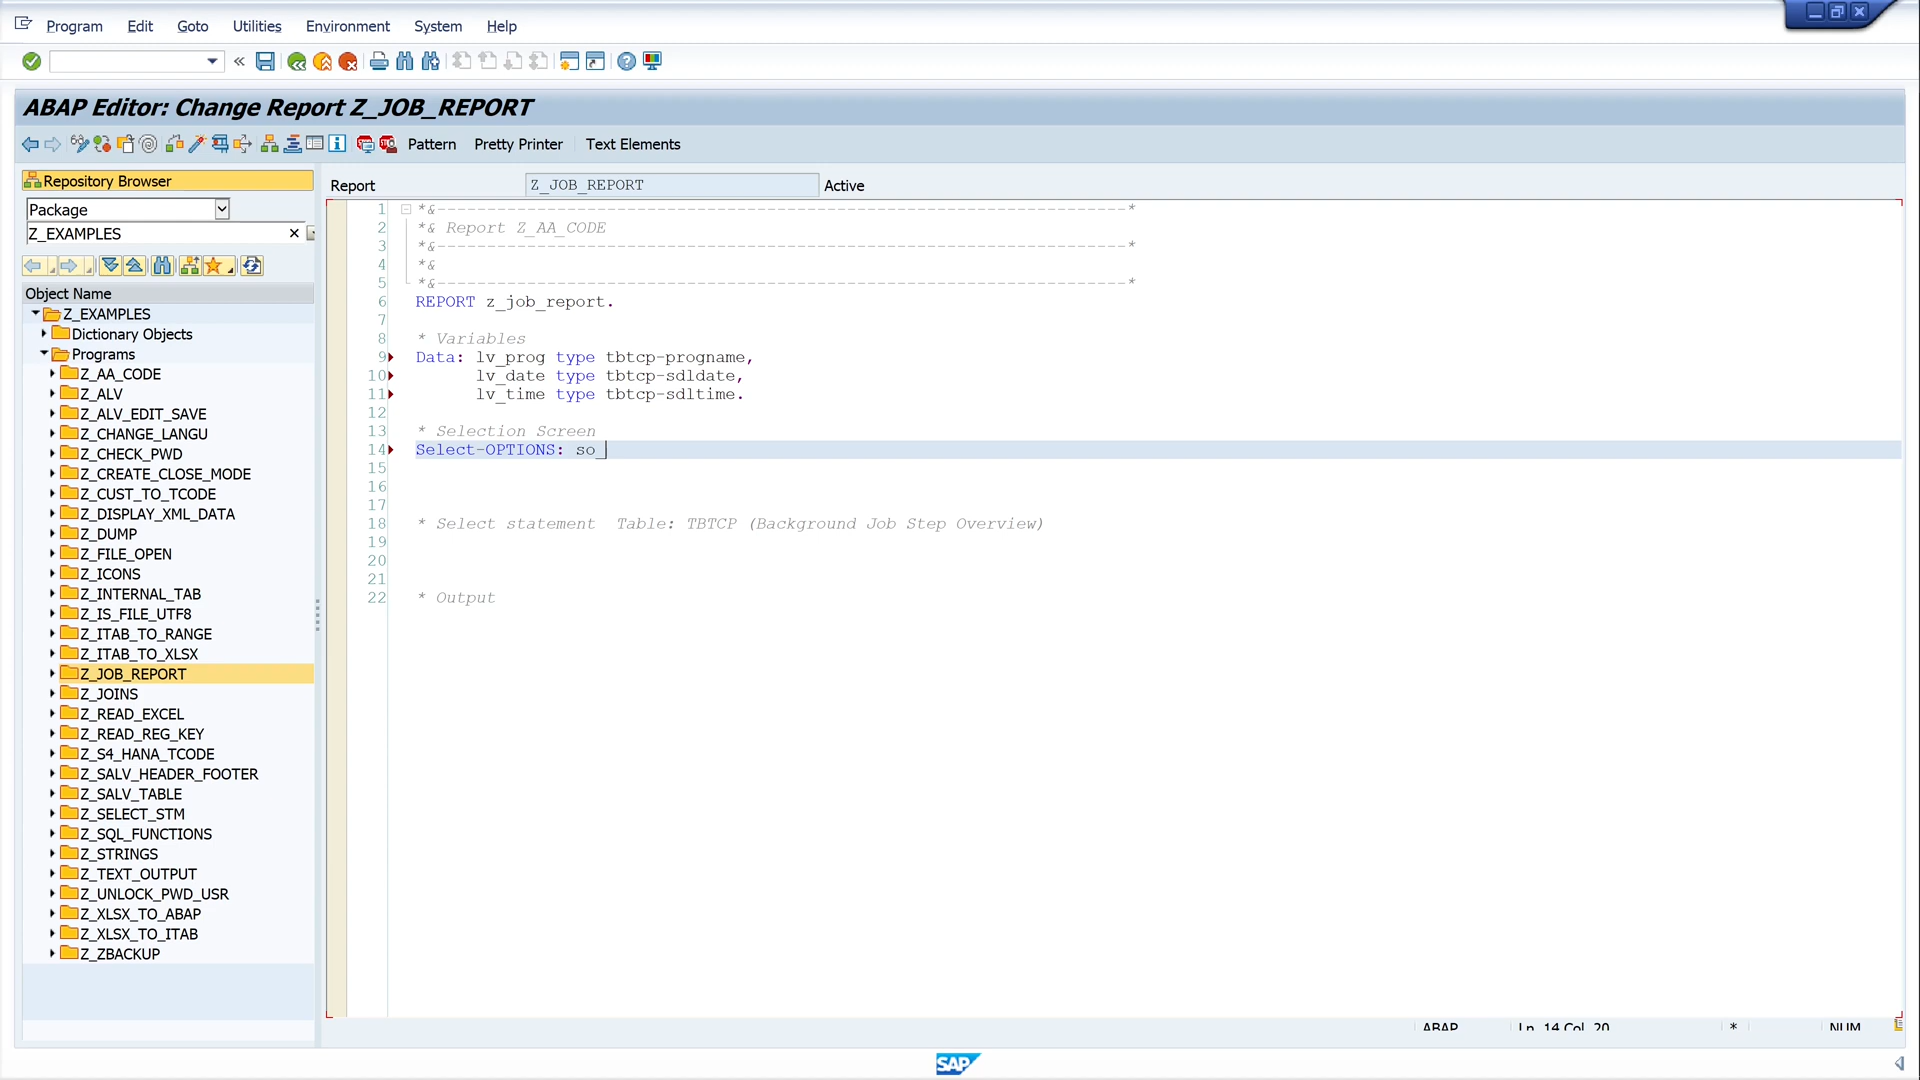 Program Edit Goto Utilities Environment System Help
ABAP Editor: Change Report Z_JOB_REPORT
Pattern Pretty Printer Text Elements
Repository Browser
Package
Z_EXAMPLES
Object Name
Z_EXAMPLES
Dictionary Objects
Programs
Z_AA_CODE
Z_ALV
Z_ALV_EDIT_SAVE
Z_CHANGE_LANGU
Z_CHECK_PWD
Z_CREATE_CLOSE_MODE
Z_CUST_TO_TCODE
Z_DISPLAY_XML_DATA
Z_DUMP
Z_FILE_OPEN
Z_ICONS
Z_INTERNAL_TAB
Z_IS_FILE_UTF8
Z_ITAB_TO_RANGE
Z_ITAB_TO_XLSX
Z_JOB_REPORT
Z_JOINS
Z_READ_EXCEL
Z_READ_REG_KEY
Z_S4_HANA_TCODE
Z_SALV_HEADER_FOOTER
Z_SALV_TABLE
Z_SELECT_STM
Z_SQL_FUNCTIONS
Z_STRINGS
Z_TEXT_OUTPUT
Z_UNLOCK_PWD_USR
Z_XLSX_TO_ABAP
Z_XLSX_TO_ITAB
Z_ZBACKUP
Report Z_JOB_REPORT Active
1 *&---------------------------------------------------------------------*
2 *& Report Z_AA_CODE
3 *&---------------------------------------------------------------------*
4 *&
5 *&---------------------------------------------------------------------*
6 REPORT z_job_report.
7
8 * Variables
9 Data: lv_prog type tbtcp-progname,
10 lv_date type tbtcp-sdldate,
11 lv_time type tbtcp-sdltime.
12
13 * Selection Screen
14 Select-OPTIONS: so_
15
16
17
18 * Select statement Table: TBTCP (Background Job Step Overview)
19
20
21
22 * Output
ABAP Ln 14 Col 20 * NUM
SAP